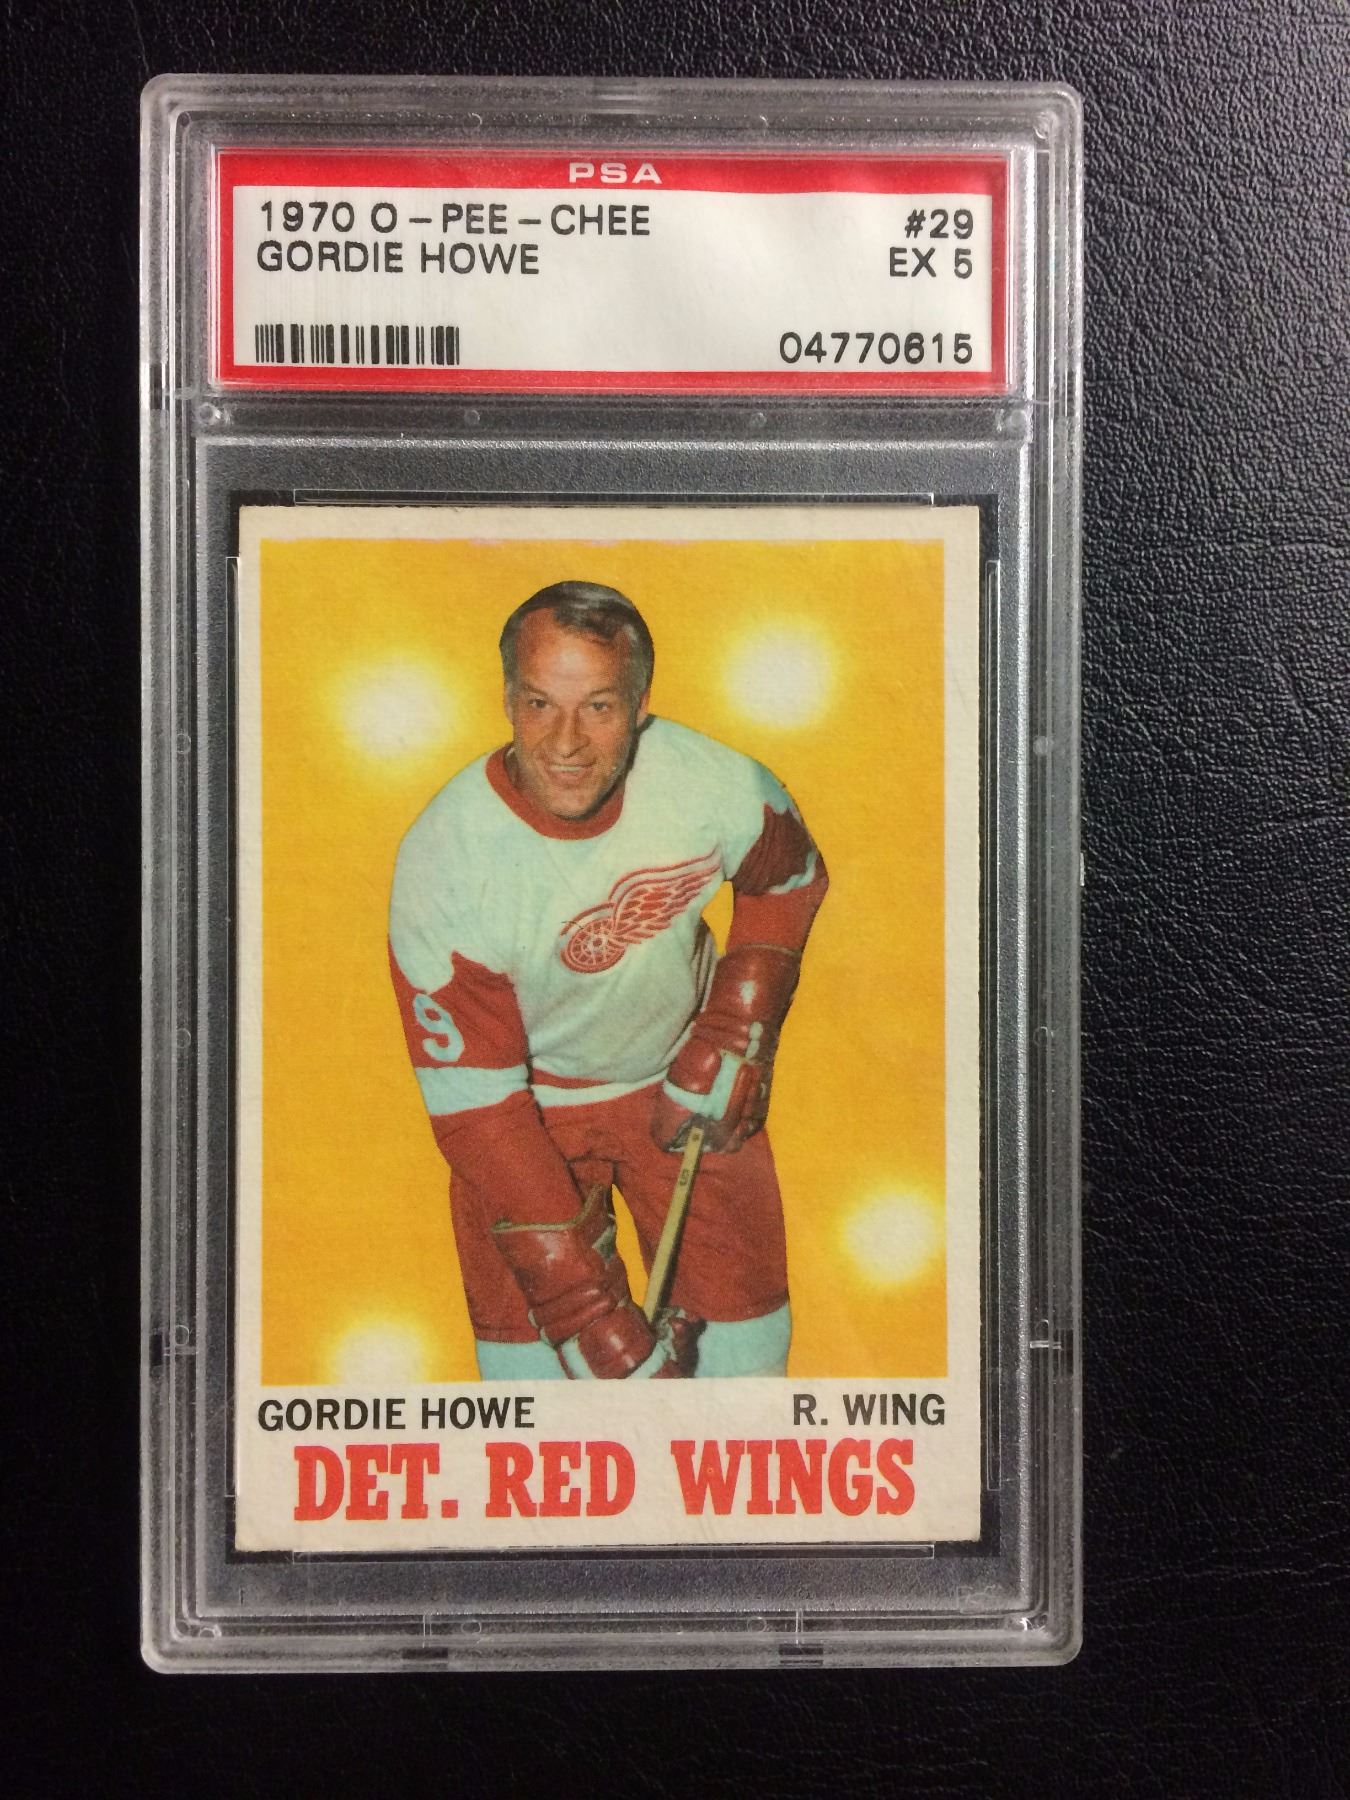 PSA
1970 O-PEE-CHEE #29
GORDIE HOWE EX 5
04770615
9
GORDIE HOWE R. WING
DET. RED WINGS